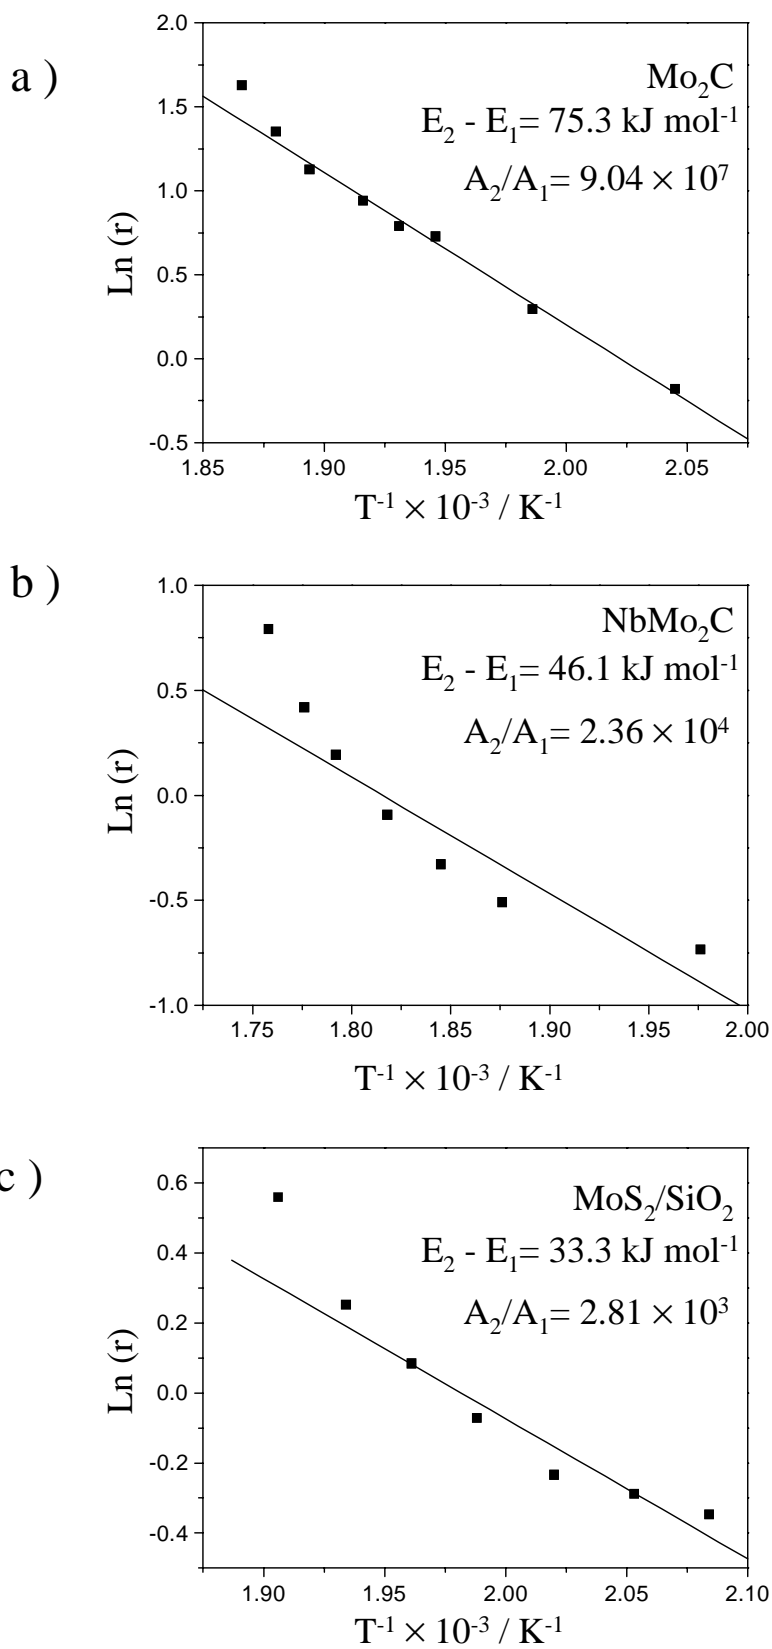 a )
Mo₂C
E₂ - E₁= 75.3 kJ mol⁻¹
A₂/A₁= 9.04 × 10⁷
Ln (r)
2.0
1.5
1.0
0.5
0.0
-0.5
1.85 1.90 1.95 2.00 2.05
T⁻¹ × 10⁻³ / K⁻¹
b )
NbMo₂C
E₂ - E₁= 46.1 kJ mol⁻¹
A₂/A₁= 2.36 × 10⁴
Ln (r)
1.0
0.5
0.0
-0.5
-1.0
1.75 1.80 1.85 1.90 1.95 2.00
T⁻¹ × 10⁻³ / K⁻¹
c )
MoS₂/SiO₂
E₂ - E₁= 33.3 kJ mol⁻¹
A₂/A₁= 2.81 × 10³
Ln (r)
0.6
0.4
0.2
0.0
-0.2
-0.4
1.90 1.95 2.00 2.05 2.10
T⁻¹ × 10⁻³ / K⁻¹